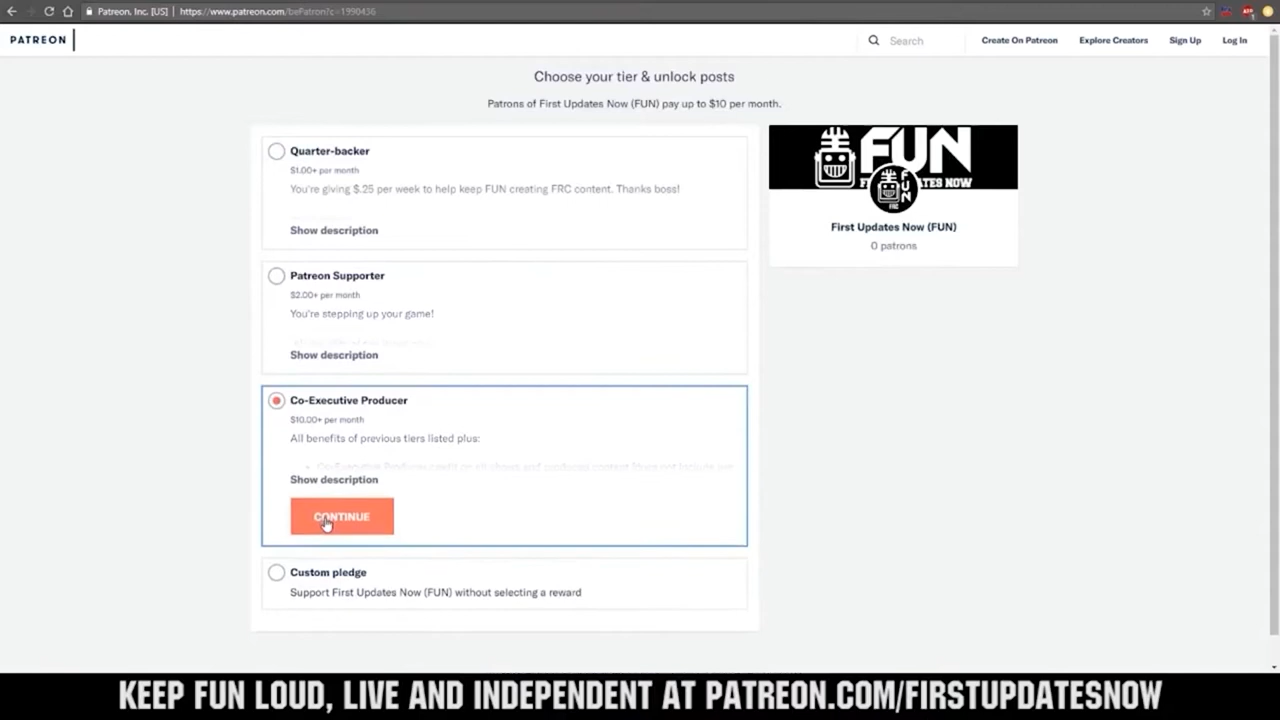 Patreon, Inc. [US]
https://www.patreon.com/bePatron?c=1990436
PATREON
Search
Create On Patreon
Explore Creators
Sign Up
Log In
Choose your tier & unlock posts
Patrons of First Updates Now (FUN) pay up to $10 per month.
Quarter-backer
$1.00+ per month
You're giving $.25 per week to help keep FUN creating FRC content. Thanks boss!
Show description
Patreon Supporter
$2.00+ per month
You're stepping up your game!
Show description
Co-Executive Producer
$10.00+ per month
All benefits of previous tiers listed plus:
Show description
CONTINUE
Custom pledge
Support First Updates Now (FUN) without selecting a reward
FUN
FUN
FRC
First Updates Now (FUN)
0 patrons
KEEP FUN LOUD, LIVE AND INDEPENDENT AT PATREON.COM/FIRSTUPDATESNOW